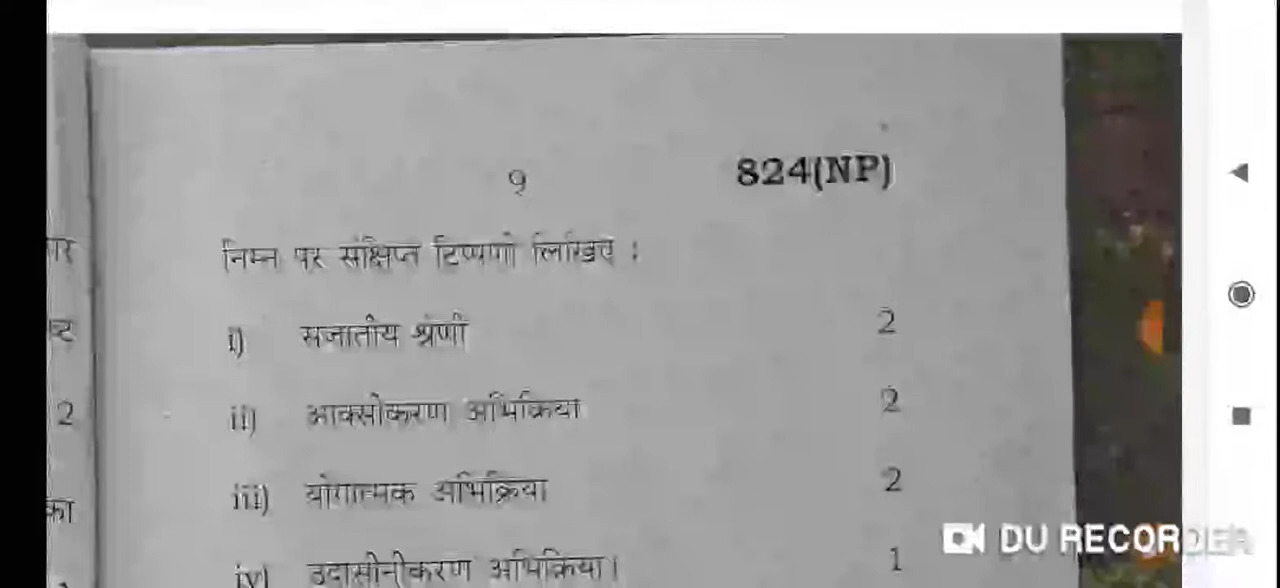 9 824(NP)
निम्न पर संक्षिप्त टिप्पणी लिखिए :
i) सजातीय श्रेणी 2
ii) आक्सीकरण अभिक्रिया 2
2
iii) योगात्मक अभिक्रिया 2
का
iv) उदासीनीकरण अभिक्रिया। 1
DU RECORDER